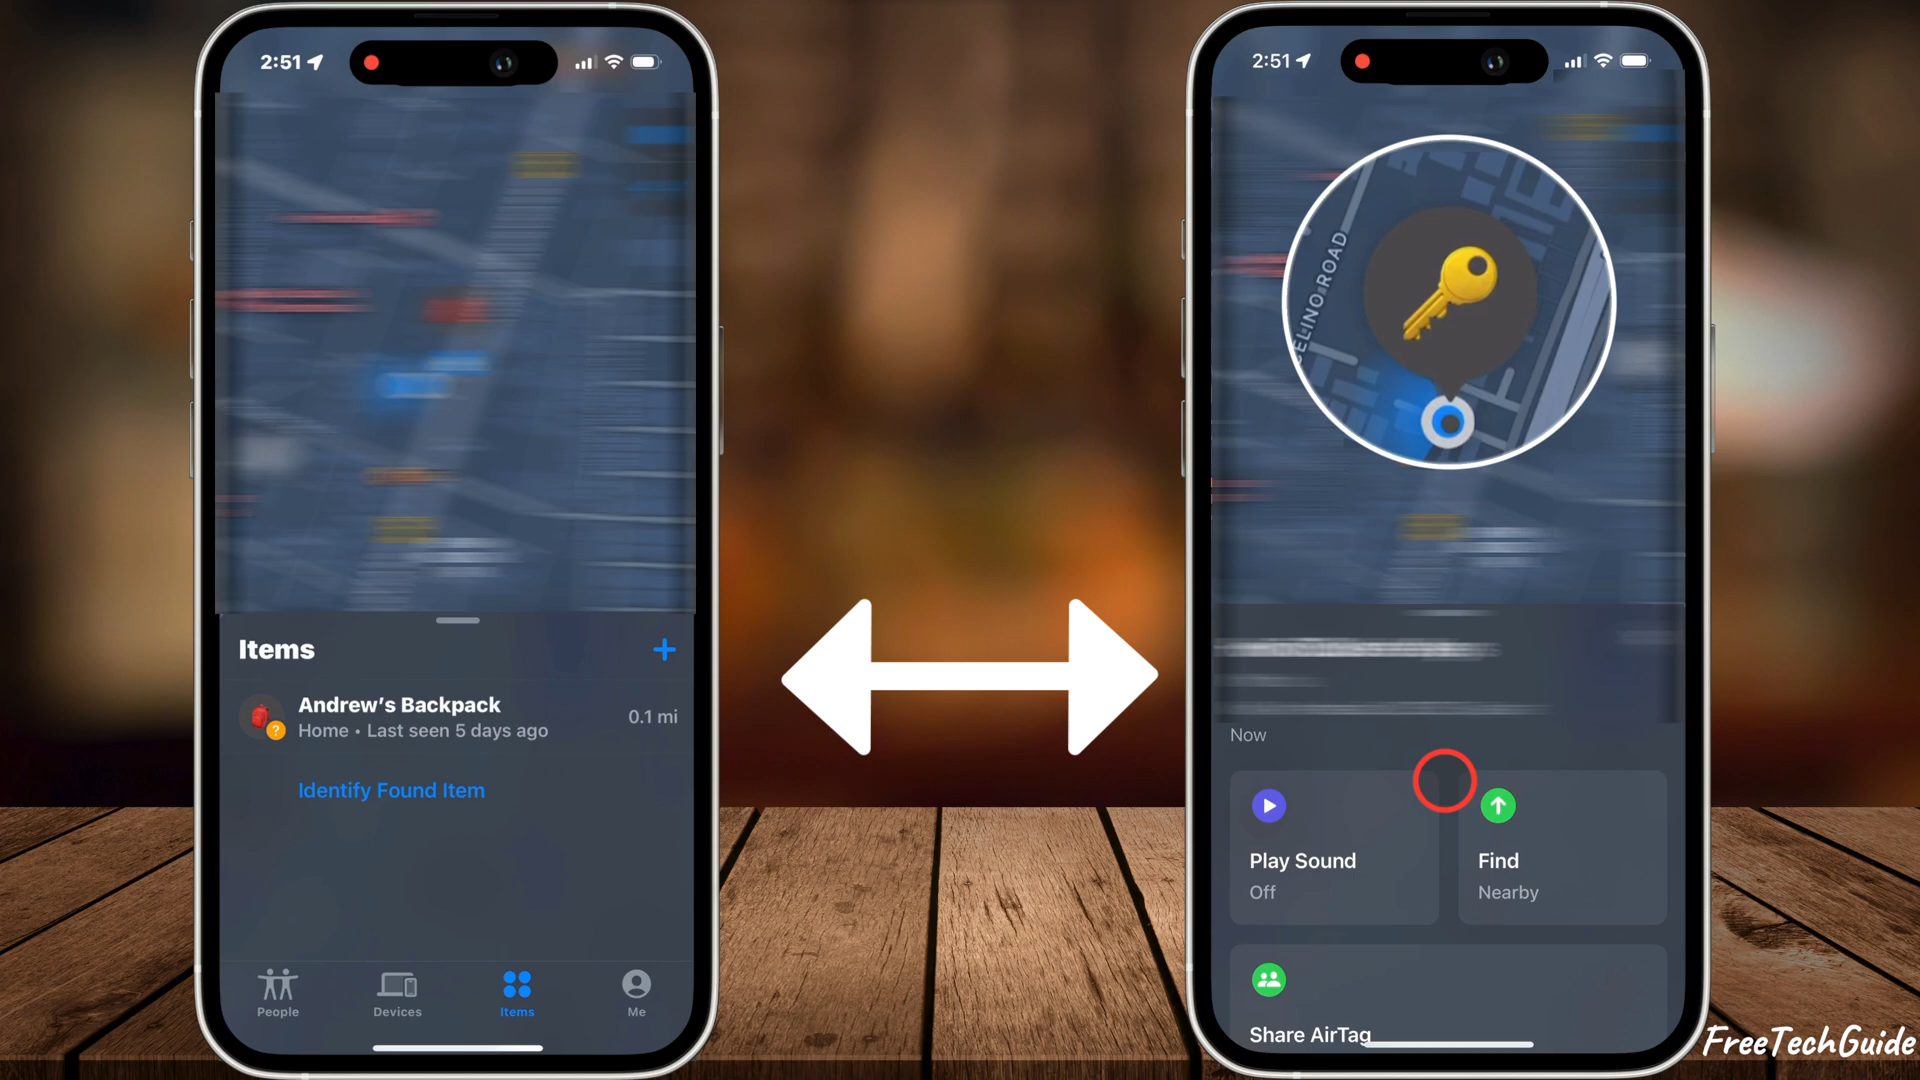 2:51
Items
Andrew's Backpack
Home • Last seen 5 days ago
0.1 mi
Identify Found Item
People
Devices
Items
Me
2:51
ELINO ROAD
Now
Play Sound
Off
Find
Nearby
Share AirTag
FreeTechGuide